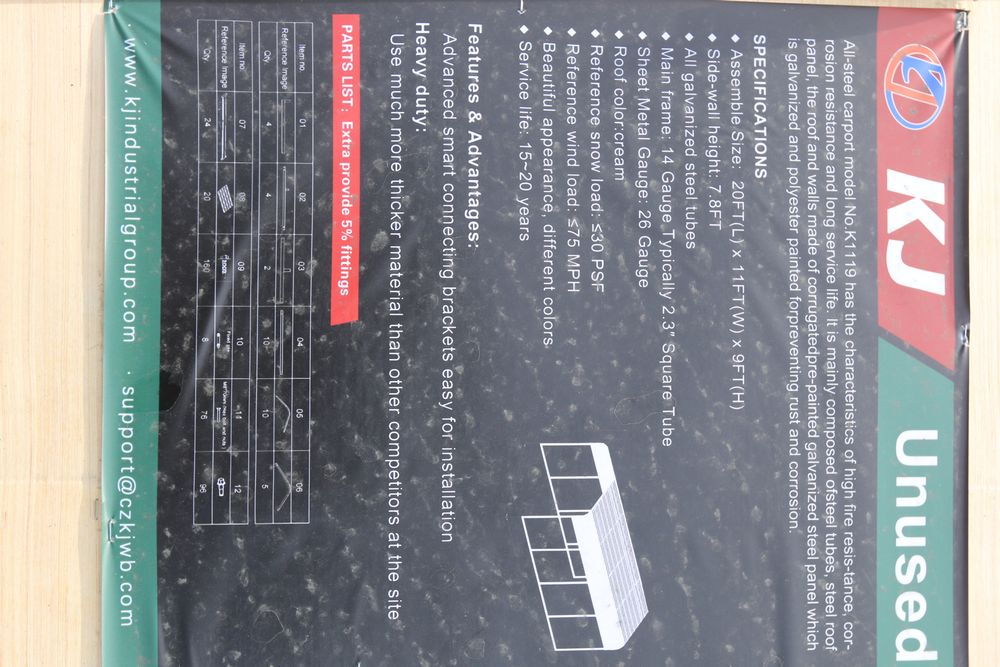 KJ
Unused
All-steel carport model No.K1119 has the characteristics of high fire resis-tance, cor-
rosion resistance and long service life. It is mainly composed ofsteel tubes, steel roof
panel, the roof and walls made of corrugatedpre-painted galvanized steel panel which
is galvanized and polyester painted forpreventing rust and corrosion.
SPECIFICATIONS
◆ Assemble Size: 20FT(L) x 11FT(W) x 9FT(H)
◆ Side-wall height: 7.8FT
◆ All galvanized steel tubes
◆ Main frame: 14 Gauge Typically 2.3" Square Tube
◆ Sheet Metal Gauge: 26 Gauge
◆ Roof color:cream
◆ Reference snow load: ≤30 PSF
◆ Reference wind load: ≤75 MPH
◆ Beautiful appearance, different colors.
◆ Service life: 15~20 years
Features & Advantages:
Advanced smart connecting brackets easy for installation
Heavy duty:
Use much more thicker material than other competitors at the site
PARTS LIST: Extra provide 5% fittings
Item no. 01 02 03 04 05 06
Reference Image
Qty. 4 4 2 10 10 5
Item no. 07 08 09 10 11 12
Reference Image
Qty. 24 20 160 8 76 96
· www.kjindustrialgroup.com · support@czkjwb.com